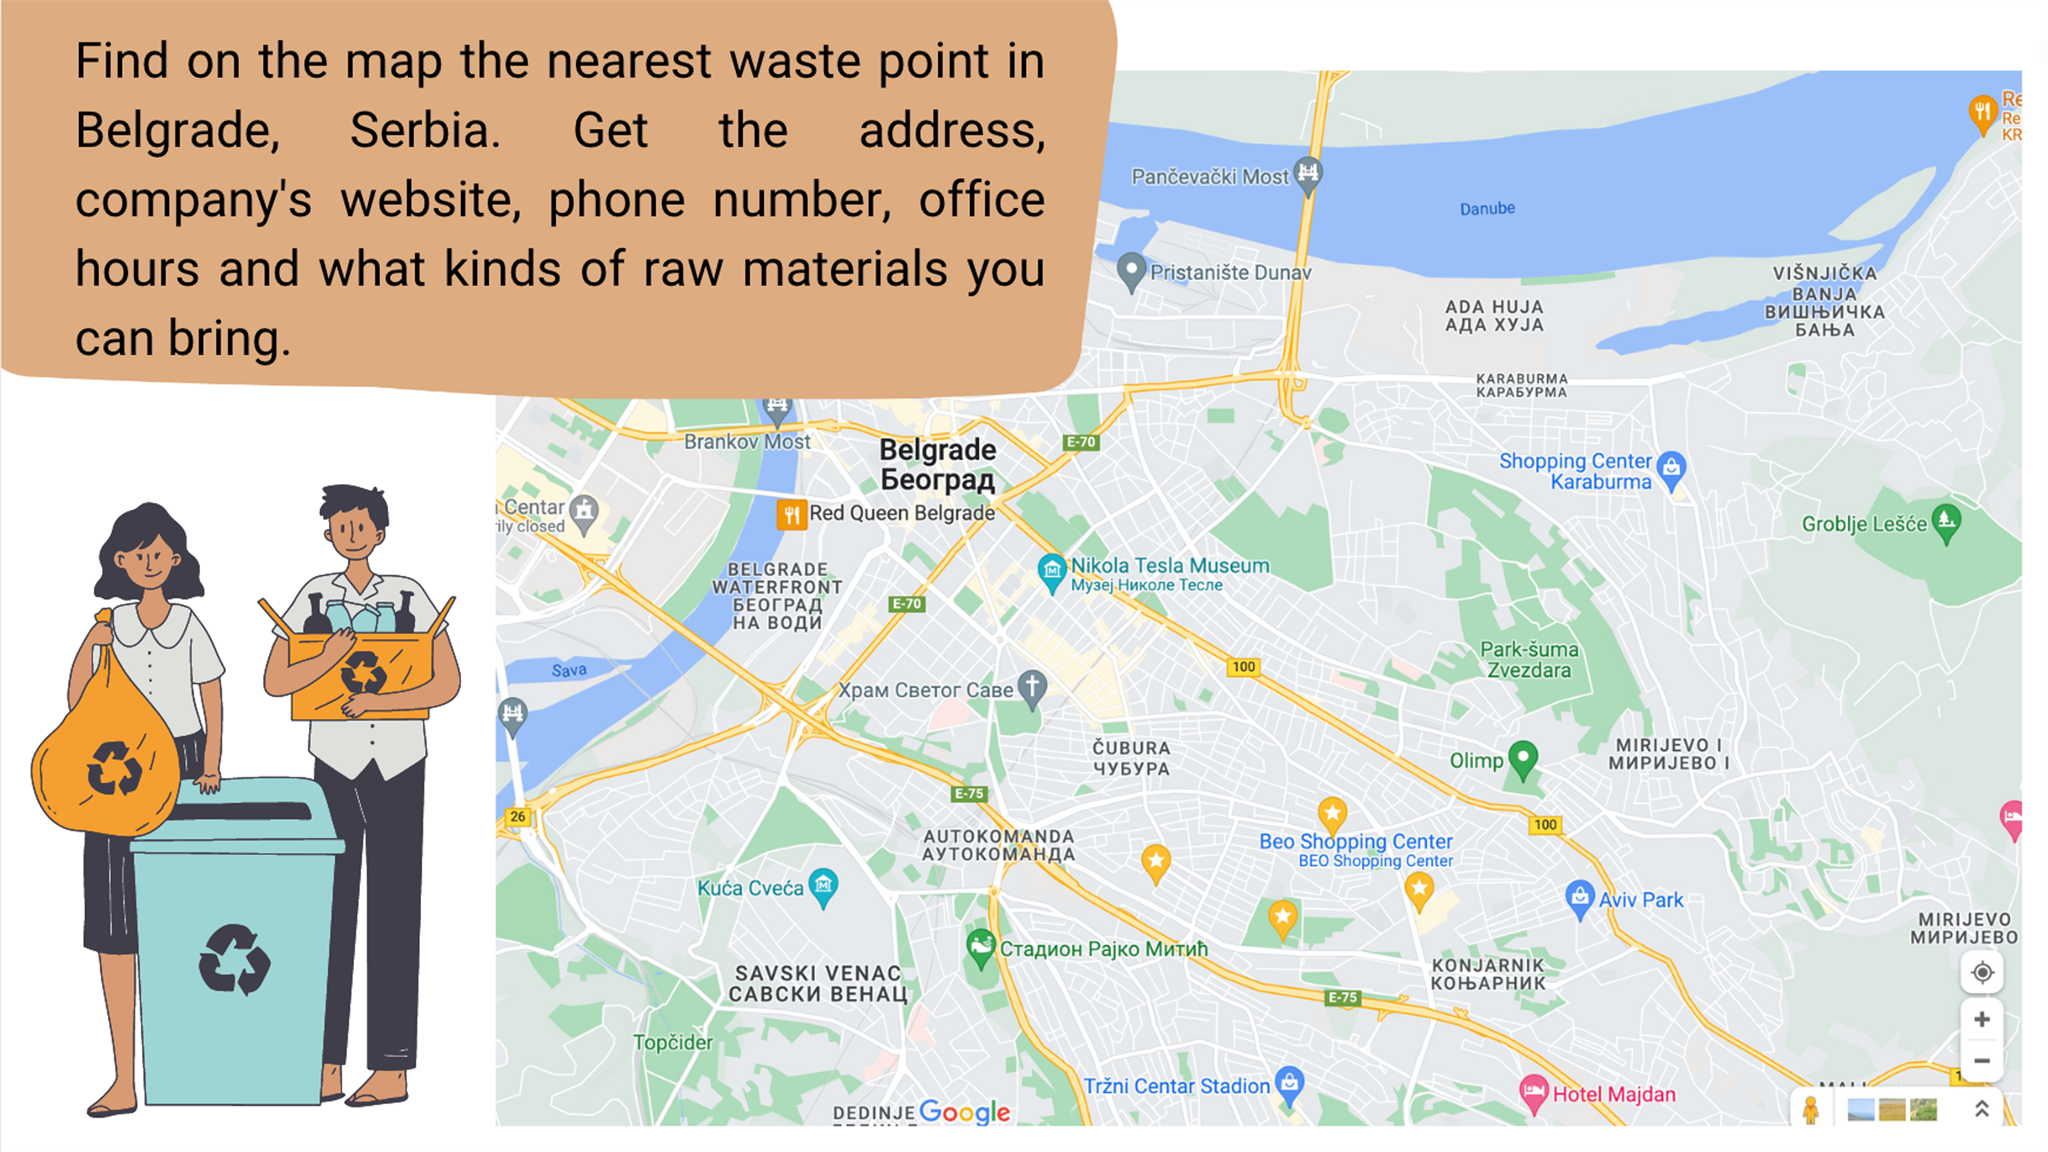 Find on the map the nearest waste point in
Belgrade, Serbia. Get the address,
company's website, phone number, office
hours and what kinds of raw materials you
can bring.
Re
Re
KR
Pančevački Most
Danube
Pristanište Dunav
VIŠNJIČKA
BANJA
ВИШЊИЧКА
БАЊА
ADA HUJA
АДА ХУЈА
KARABURMA
КАРАБУРМА
Brankov Most
E-70
Belgrade
Београд
Shopping Center
Karaburma
Centar
rily closed
Red Queen Belgrade
Groblje Lešće
Nikola Tesla Museum
Музеј Николе Тесле
BELGRADE
WATERFRONT
БЕОГРАД
НА ВОДИ
E-70
Park-šuma
Zvezdara
Sava
100
Храм Светог Саве
ČUBURA
ЧУБУРА
MIRIJEVO I
МИРИЈЕВО I
Olimp
E-75
26
100
AUTOKOMANDA
АУТОКОМАНДА
Beo Shopping Center
BEO Shopping Center
Kuća Cveća
Aviv Park
MIRIJEVO
МИРИЈЕВО
Стадион Рајко Митић
SAVSKI VENAC
САВСКИ ВЕНАЦ
KONJARNIK
КОЊАРНИК
E-75
Topčider
Tržni Centar Stadion
Hotel Majdan
DEDINJE
Google